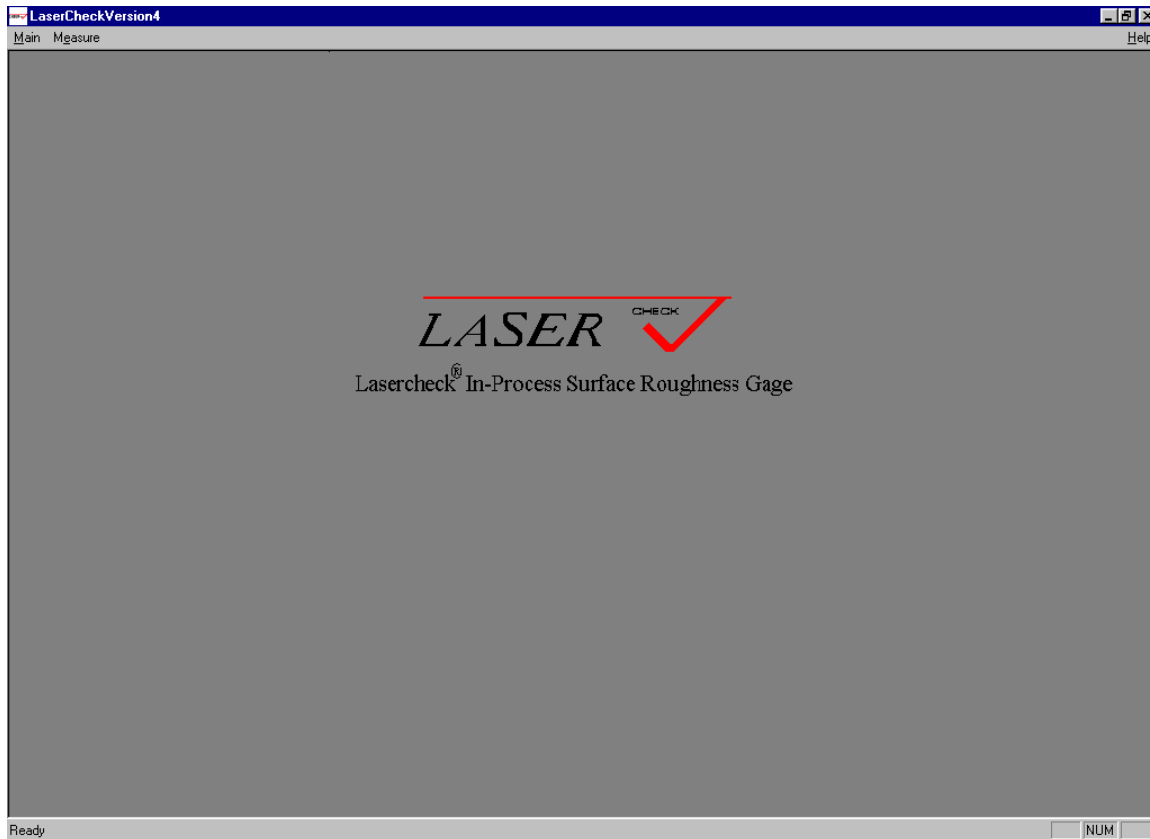 LaserCheckVersion4
Main Measure Help
LASER CHECK
Lasercheck® In-Process Surface Roughness Gage
Ready NUM